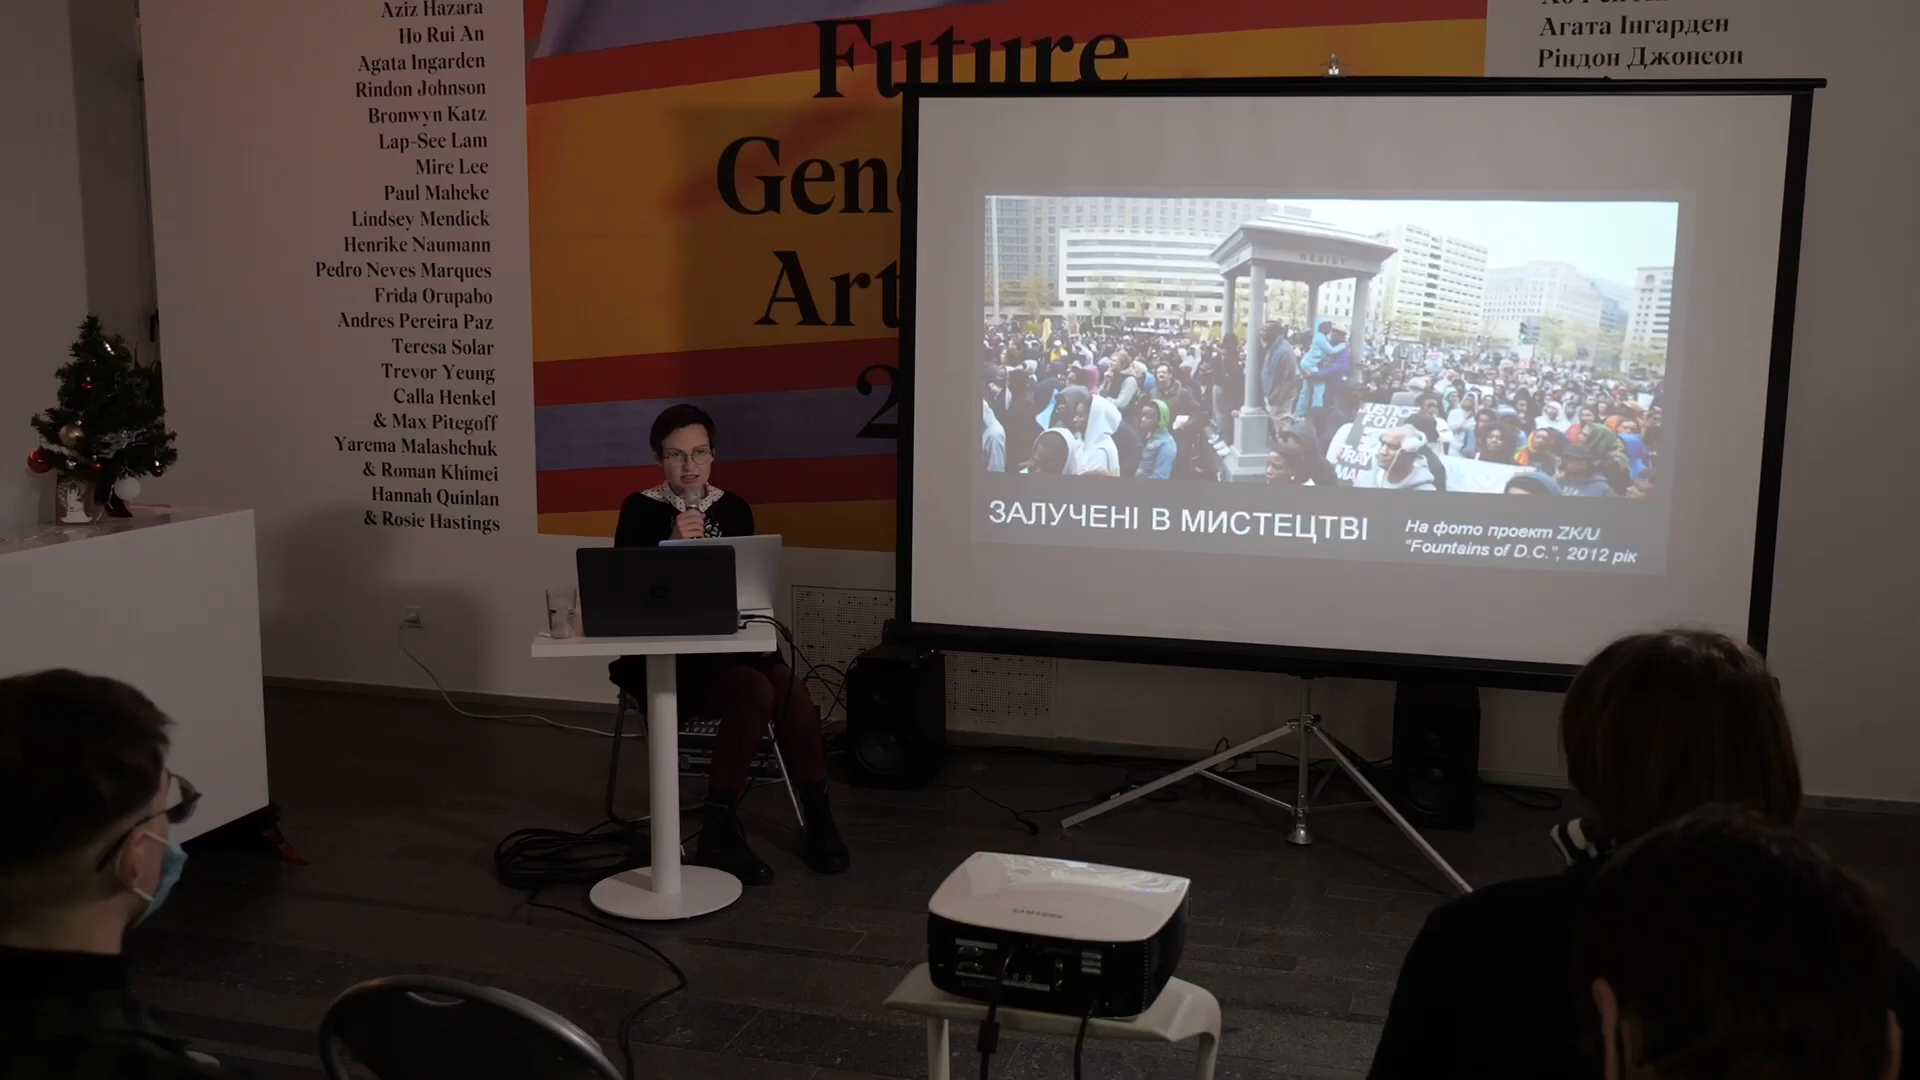 Aziz Hazara
Ho Rui An
Agata Ingarden
Rindon Johnson
Bronwyn Katz
Lap-See Lam
Mire Lee
Paul Maheke
Lindsey Mendick
Henrike Naumann
Pedro Neves Marques
Frida Orupabo
Andres Pereira Paz
Teresa Solar
Trevor Yeung
Calla Henkel
& Max Pitegoff
Yarema Malashchuk
& Roman Khimei
Hannah Quinlan
& Rosie Hastings
Future
Gen
Art
2
Агата Інгарден
Ріндон Джонсон
JUSTICE
FOR
ЗАЛУЧЕНІ В МИСТЕЦТВІ
На фото проект ZK/U
“Fountains of D.C.”, 2012 рік
SAMSUNG